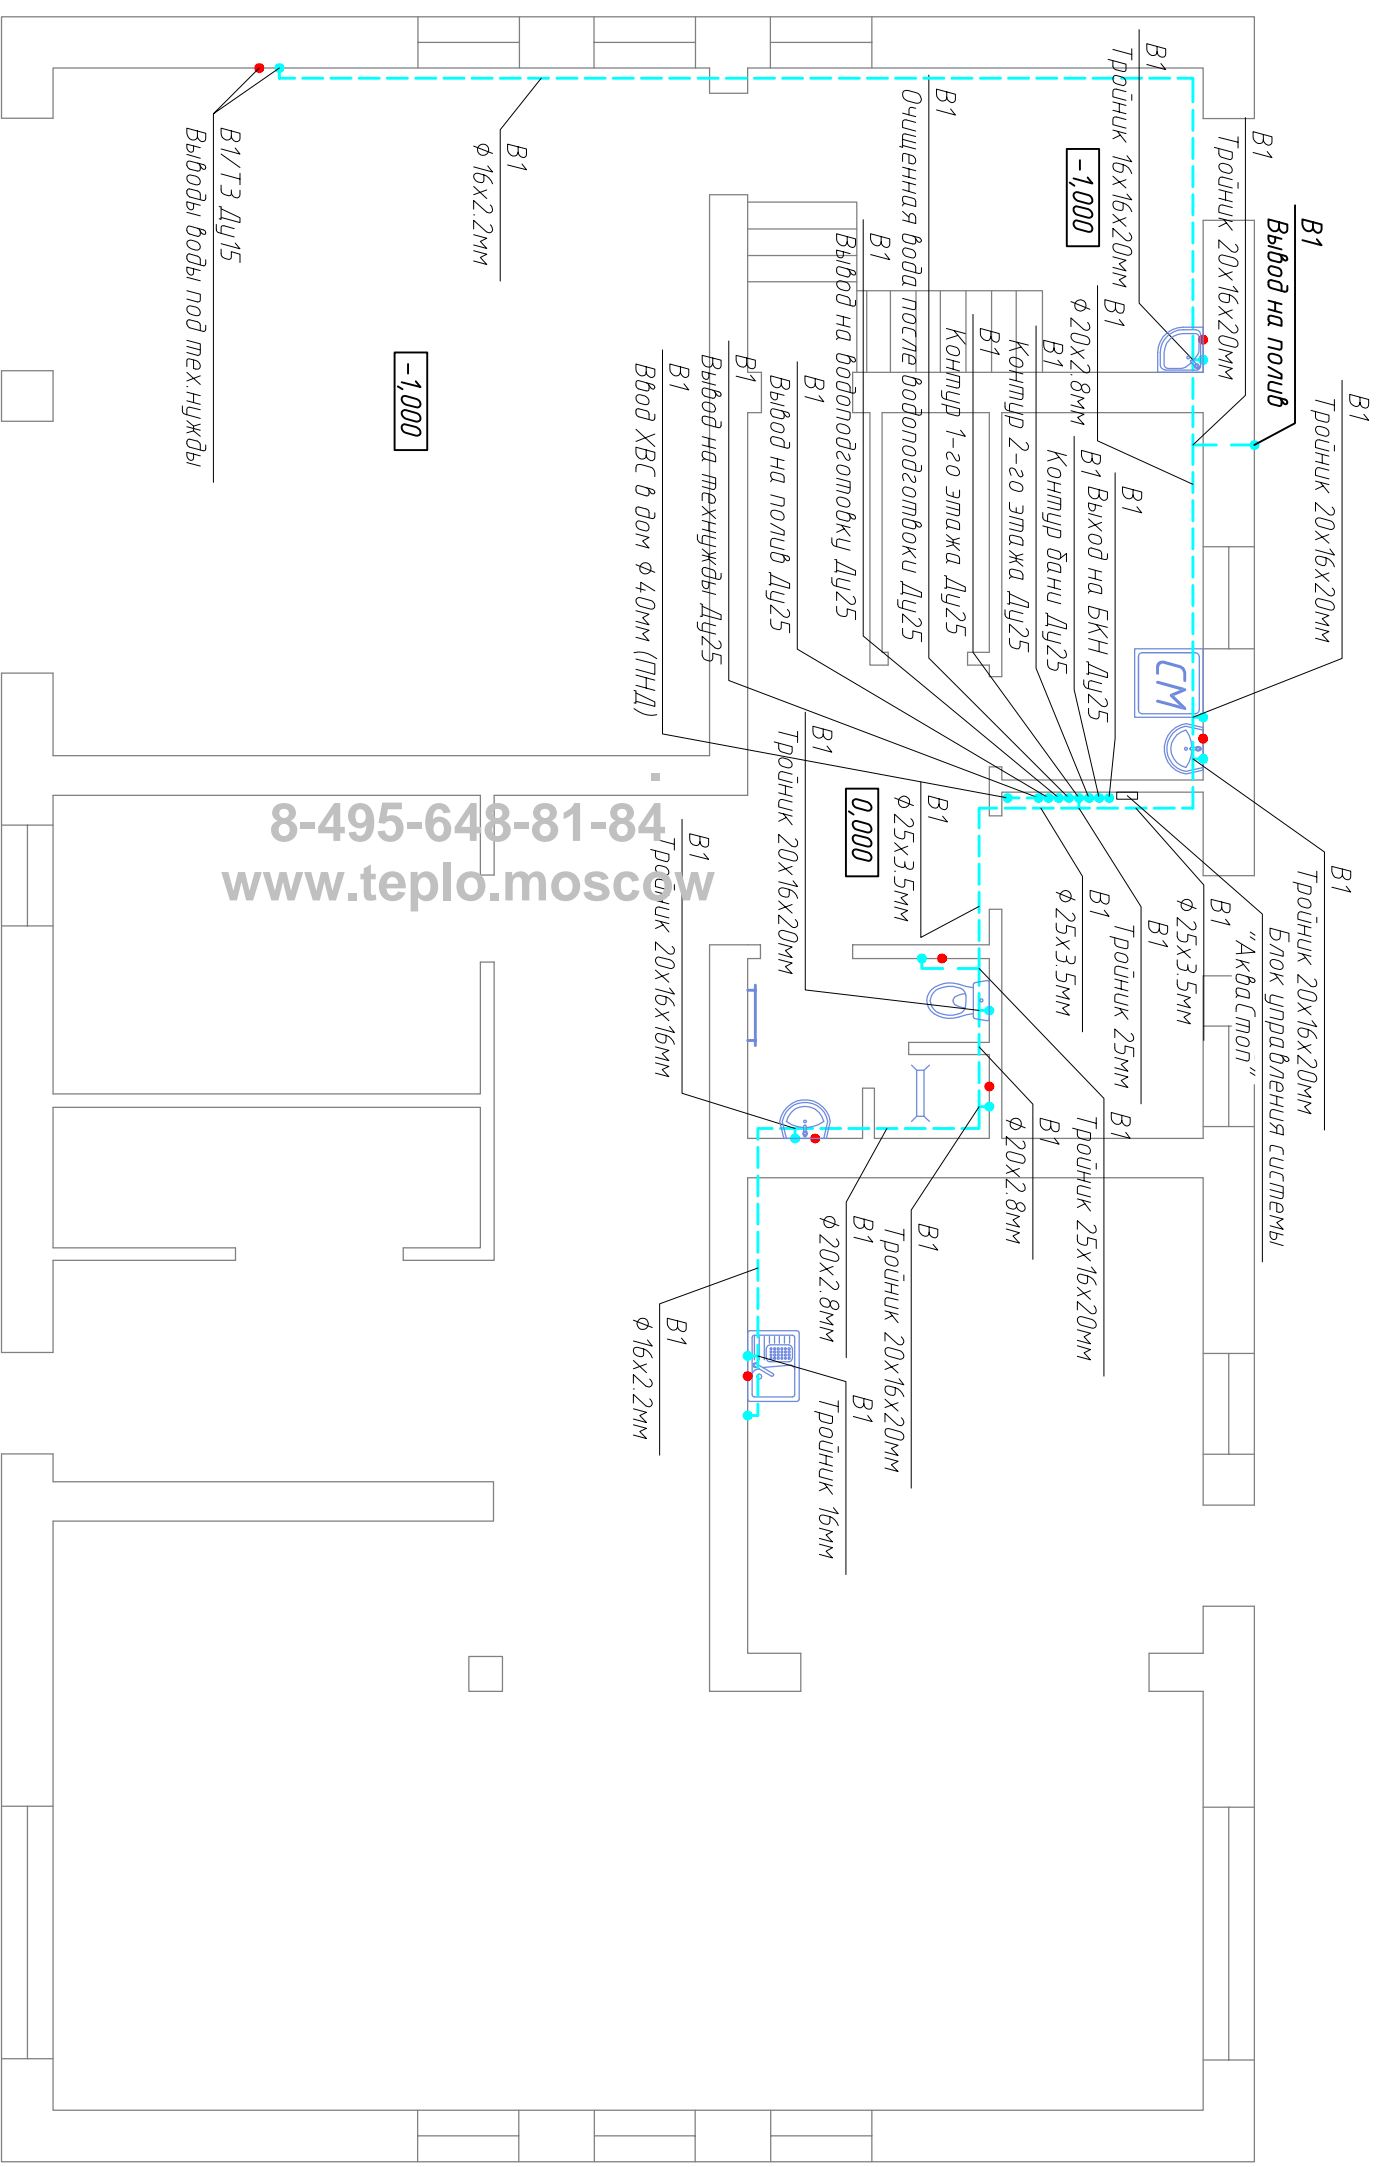 В1
Тройник 20х16х20мм
В1
Тройник 20х16х20мм
В1
Вывод на полив
В1
Тройник 20х16х20мм
В1
Тройник 16х16х20мм
-1,000
В1
ф 20х2.8мм
В1
Блок управления системы
"АкваСтоп"
В1
ф 25х3.5мм
В1
Тройник 25мм
В1
ф 25х3.5мм
В1
Выход на БКН Ду25
В1
Контур бани Ду25
В1
Контур 2-го этажа Ду25
В1
Контур 1-го этажа Ду25
В1
Очищенная вода после водоподготвоки Ду25
В1
Вывод на водоподготовку Ду25
В1
Вывод на полив Ду25
В1
Вывод на технужды Ду25
В1
Ввод ХВС в дом ф 40мм (ПНД)
СМ
В1
ф 25х3.5мм
0,000
В1
Тройник 20х16х20мм
В1
Тройник 20х16х16мм
В1
Тройник 25х16х20мм
В1
ф 20х2.8мм
В1
Тройник 20х16х20мм
В1
ф 20х2.8мм
В1
Тройник 16мм
В1
ф 16х2.2мм
В1
ф 16х2.2мм
-1,000
В1/Т3 Ду15
Выводы воды под тех.нужды
8-495-648-81-84
www.teplo.moscow